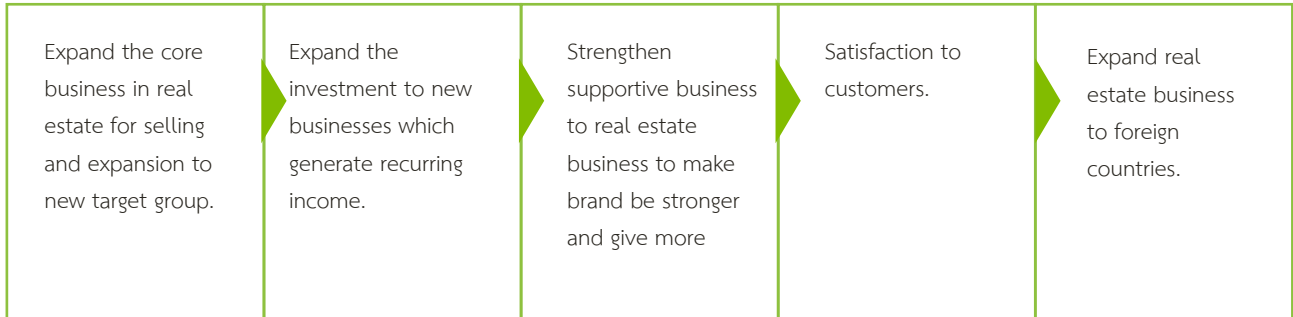 Expand the core
business in real
estate for selling
and expansion to
new target group.
Expand the
investment to new
businesses which
generate recurring
income.
Strengthen
supportive business
to real estate
business to make
brand be stronger
and give more
Satisfaction to
customers.
Expand real
estate business
to foreign
countries.